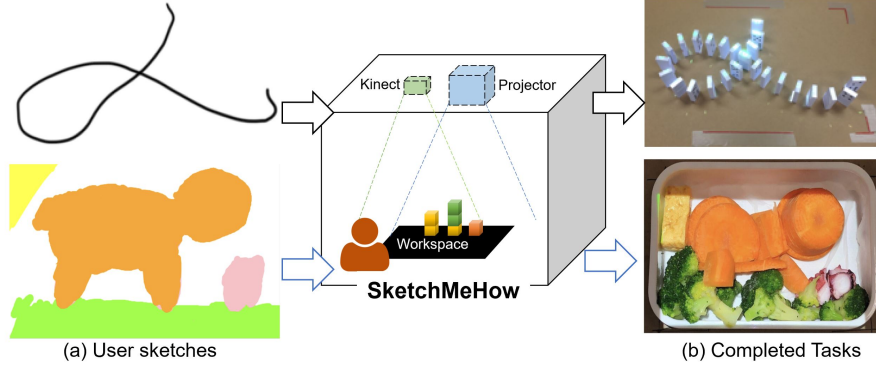 Kinect
Projector
Workspace
SketchMeHow
(a) User sketches
(b) Completed Tasks